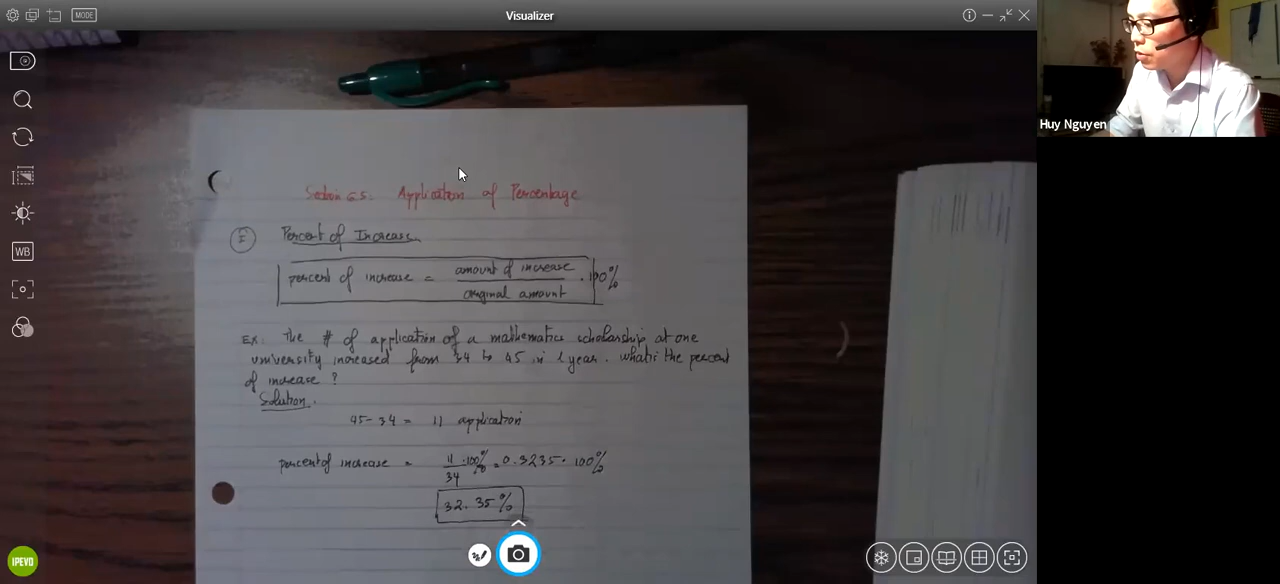 MODE
Visualizer
Huy Nguyen
WB
Section 6.5: Application of Percentage
I Percent of Increase
percent of increase = amount of increase / original amount . 100%
Ex: The # of application of a mathematics scholarship at one
university increased from 34 to 45 in 1 year. what is the percent
of increase ?
Solution.
45 - 34 = 11 application
percent of increase = 11/34 . 100% = 0.3235 . 100%
32.35%
IPEVO